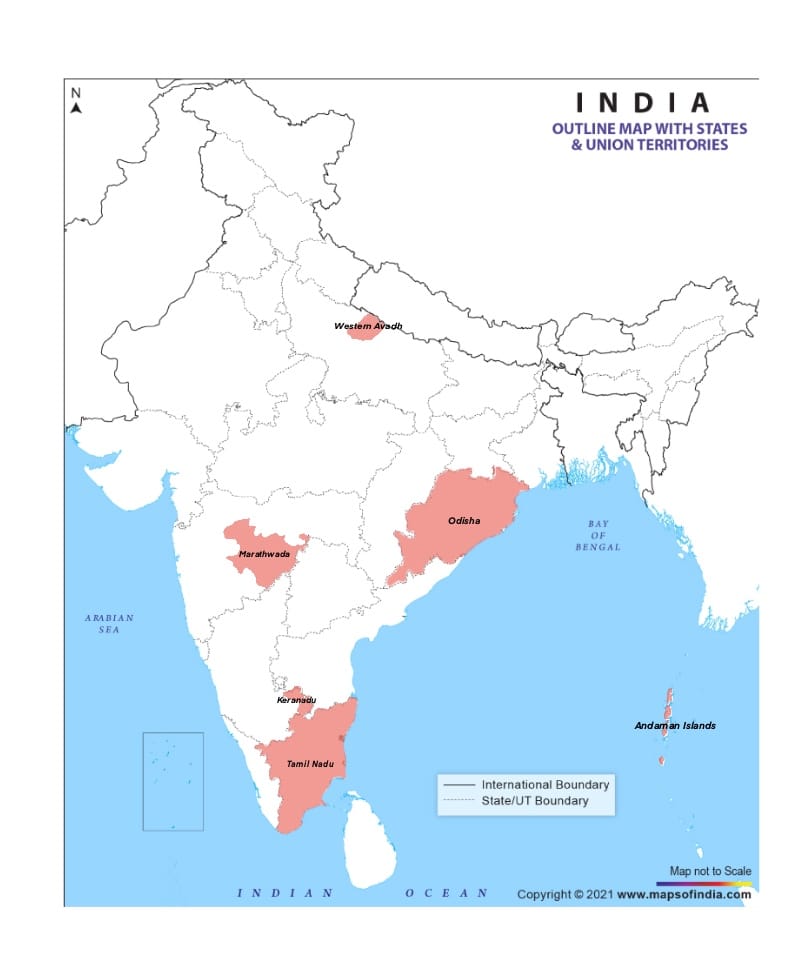 N
INDIA
OUTLINE MAP WITH STATES
& UNION TERRITORIES
Western Avadh
Odisha
BAY
OF
BENGAL
Marathwada
ARABIAN
SEA
Keranadu
Andaman Islands
Tamil Nadu
International Boundary
State/UT Boundary
Map not to Scale
INDIAN OCEAN
Copyright © 2021 www.mapsofindia.com